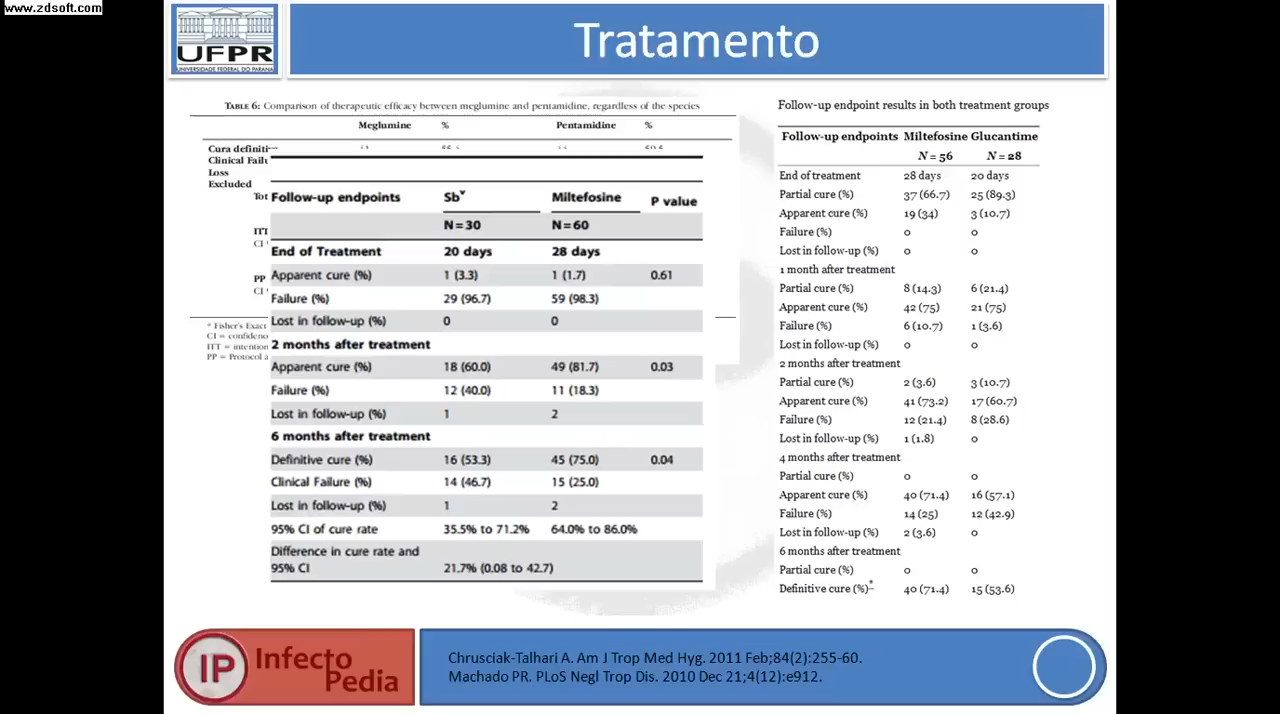 www.zdsoft.com
UFPR
UNIVERSIDADE FEDERAL DO PARANÁ
Tratamento
TABLE 6: Comparison of therapeutic efficacy between meglumine and pentamidine, regardless of the species
Meglumine % Pentamidine %
Cura definiti
Clinical Failu
Loss
Excluded
Tot
ITT
CI
PP
CI
* Fisher's Exact
CI = confidenc
ITT = intention
PP = Protocol a
Follow-up endpoints Sbᵛ Miltefosine P value
N=30 N=60
End of Treatment 20 days 28 days
Apparent cure (%) 1 (3.3) 1 (1.7) 0.61
Failure (%) 29 (96.7) 59 (98.3)
Lost in follow-up (%) 0 0
2 months after treatment
Apparent cure (%) 18 (60.0) 49 (81.7) 0.03
Failure (%) 12 (40.0) 11 (18.3)
Lost in follow-up (%) 1 2
6 months after treatment
Definitive cure (%) 16 (53.3) 45 (75.0) 0.04
Clinical Failure (%) 14 (46.7) 15 (25.0)
Lost in follow-up (%) 1 2
95% CI of cure rate 35.5% to 71.2% 64.0% to 86.0%
Difference in cure rate and
95% CI 21.7% (0.08 to 42.7)
Follow-up endpoint results in both treatment groups
Follow-up endpoints Miltefosine Glucantime
N = 56 N = 28
End of treatment 28 days 20 days
Partial cure (%) 37 (66.7) 25 (89.3)
Apparent cure (%) 19 (34) 3 (10.7)
Failure (%) 0 0
Lost in follow-up (%) 0 0
1 month after treatment
Partial cure (%) 8 (14.3) 6 (21.4)
Apparent cure (%) 42 (75) 21 (75)
Failure (%) 6 (10.7) 1 (3.6)
Lost in follow-up (%) 0 0
2 months after treatment
Partial cure (%) 2 (3.6) 3 (10.7)
Apparent cure (%) 41 (73.2) 17 (60.7)
Failure (%) 12 (21.4) 8 (28.6)
Lost in follow-up (%) 1 (1.8) 0
4 months after treatment
Partial cure (%) 0 0
Apparent cure (%) 40 (71.4) 16 (57.1)
Failure (%) 14 (25) 12 (42.9)
Lost in follow-up (%) 2 (3.6) 0
6 months after treatment
Partial cure (%) 0 0
Definitive cure (%)* 40 (71.4) 15 (53.6)
IP Infecto
Pedia
Chrusciak-Talhari A. Am J Trop Med Hyg. 2011 Feb;84(2):255-60.
Machado PR. PLoS Negl Trop Dis. 2010 Dec 21;4(12):e912.